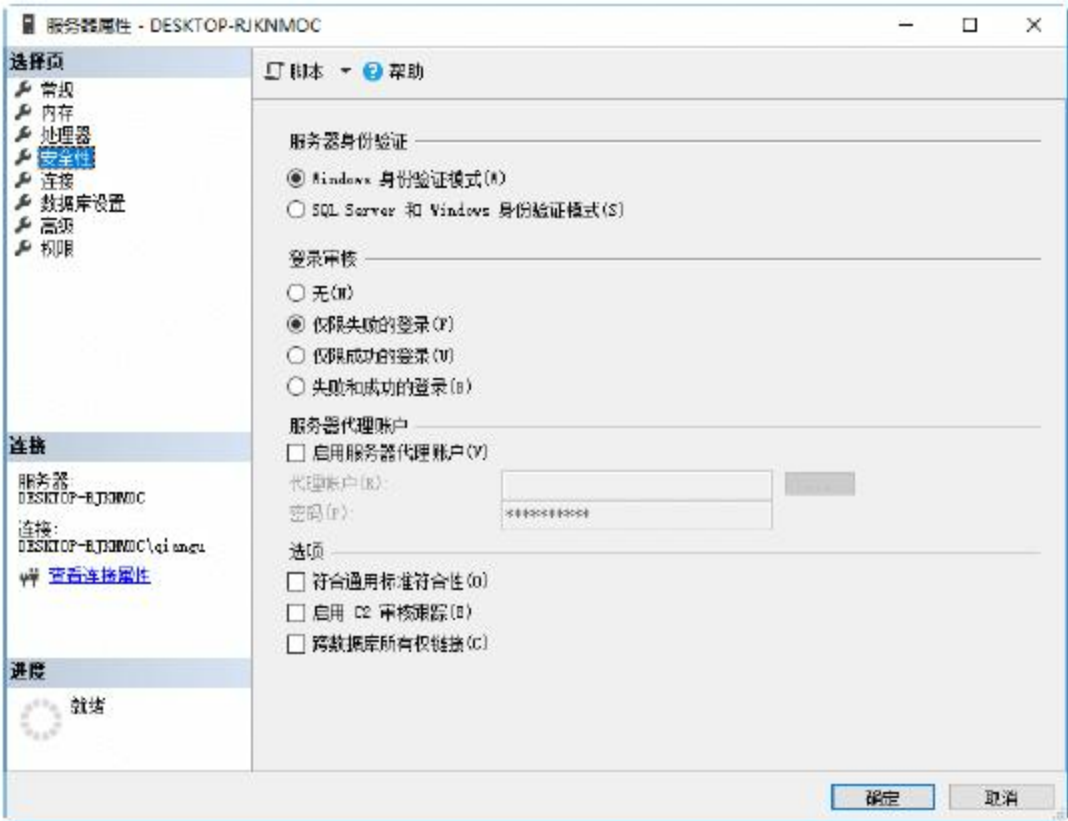 服务器属性 - DESKTOP-RJKNMOC
选择页
常规
内存
处理器
安全性
连接
数据库设置
高级
权限
连接
服务器:
DESKTOP-RJKNMOC
连接:
DESKTOP-RJKNMOC\qiangu
查看连接属性
进度
就绪
脚本 帮助
服务器身份验证
Windows 身份验证模式(W)
SQL Server 和 Windows 身份验证模式(S)
登录审核
无(N)
仅限失败的登录(F)
仅限成功的登录(U)
失败和成功的登录(B)
服务器代理账户
启用服务器代理账户(V)
代理账户(R):
密码(P): **********
选项
符合通用标准符合性(O)
启用 C2 审核跟踪(E)
跨数据库所有权链接(C)
确定 取消